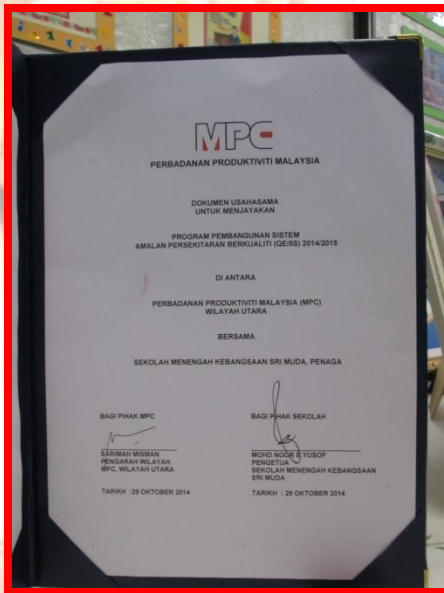 MPC
PERBADANAN PRODUKTIVITI MALAYSIA
DOKUMEN USAHASAMA
UNTUK MENJAYAKAN
PROGRAM PEMBANGUNAN SISTEM
AMALAN PERSEKITARAN BERKUALITI (QE/5S) 2014/2015
DI ANTARA
PERBADANAN PRODUKTIVITI MALAYSIA (MPC)
WILAYAH UTARA
BERSAMA
SEKOLAH MENENGAH KEBANGSAAN SRI MUDA, PENAGA
BAGI PIHAK MPC
SARIMAH MISMAN
PENGARAH WILAYAH
MPC, WILAYAH UTARA
TARIKH :29 OKTOBER 2014
BAGI PIHAK SEKOLAH
MOHD NOOR B YUSOF
PENGETUA
SEKOLAH MENENGAH KEBANGSAAN
SRI MUDA
TARIKH : 29 OKTOBER 2014